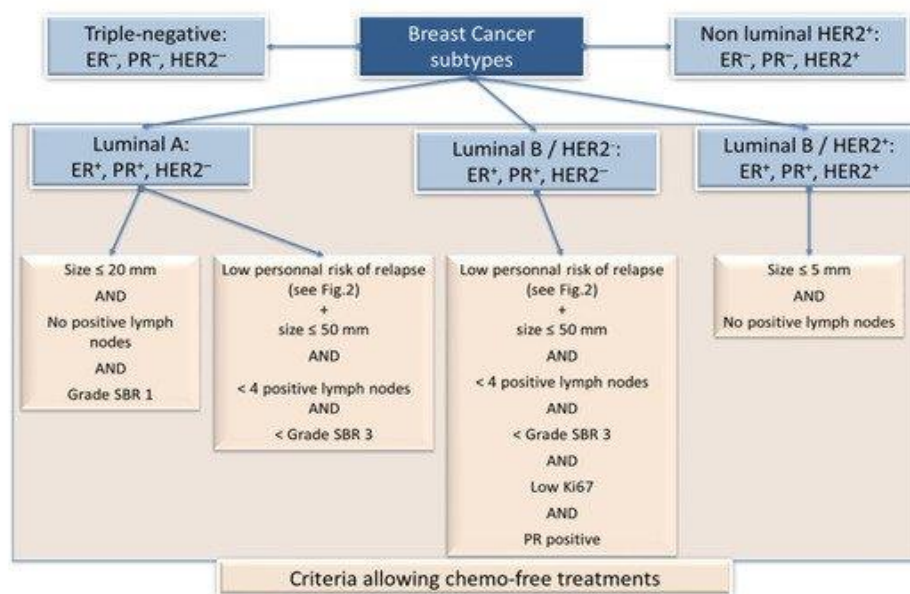 Triple-negative:
ER⁻, PR⁻, HER2⁻
Breast Cancer
subtypes
Non luminal HER2⁺:
ER⁻, PR⁻, HER2⁺
Luminal A:
ER⁺, PR⁺, HER2⁻
Luminal B / HER2⁻:
ER⁺, PR⁺, HER2⁻
Luminal B / HER2⁺:
ER⁺, PR⁺, HER2⁺
Size ≤ 20 mm
AND
No positive lymph
nodes
AND
Grade SBR 1
Low personnal risk of relapse
(see Fig.2)
+
size ≤ 50 mm
AND
< 4 positive lymph nodes
AND
< Grade SBR 3
Low personnal risk of relapse
(see Fig.2)
+
size ≤ 50 mm
AND
< 4 positive lymph nodes
AND
< Grade SBR 3
AND
Low Ki67
AND
PR positive
Size ≤ 5 mm
AND
No positive lymph nodes
Criteria allowing chemo-free treatments